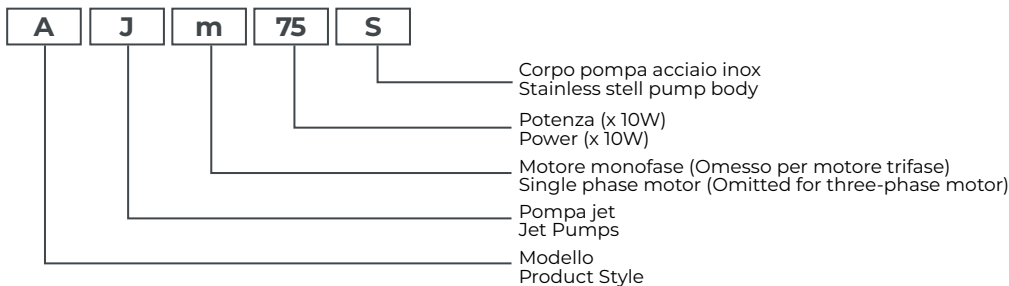 A J m 75 S
Corpo pompa acciaio inox
Stainless stell pump body
Potenza (x 10W)
Power (x 10W)
Motore monofase (Omesso per motore trifase)
Single phase motor (Omitted for three-phase motor)
Pompa jet
Jet Pumps
Modello
Product Style